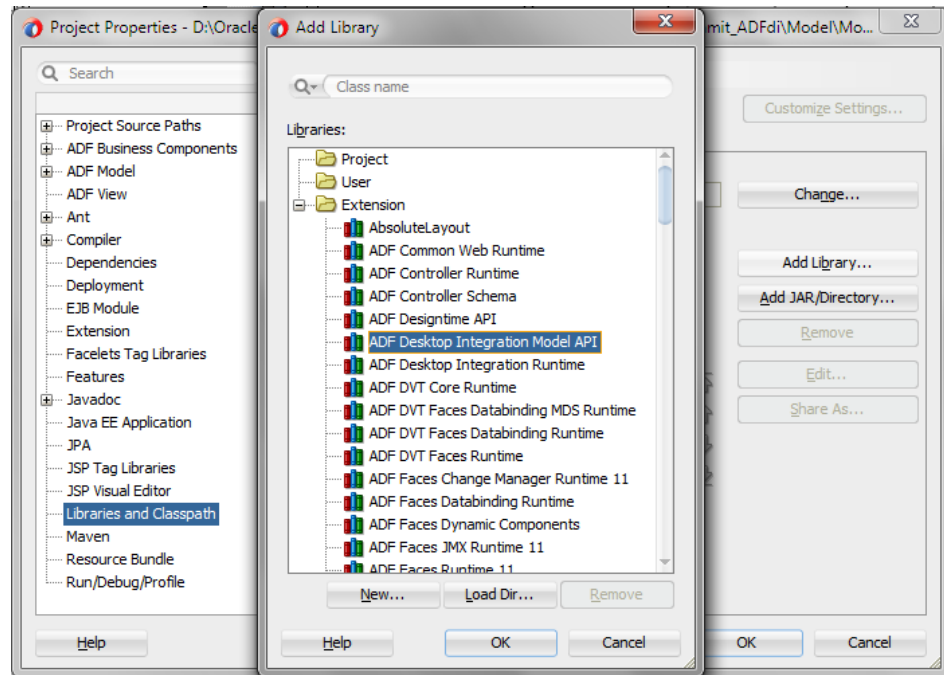 Project Properties - D:\Oracle
Search
Project Source Paths
ADF Business Components
ADF Model
ADF View
Ant
Compiler
Dependencies
Deployment
EJB Module
Extension
Facelets Tag Libraries
Features
Javadoc
Java EE Application
JPA
JSP Tag Libraries
JSP Visual Editor
Libraries and Classpath
Maven
Resource Bundle
Run/Debug/Profile
Help
Add Library
Class name
Libraries:
Project
User
Extension
AbsoluteLayout
ADF Common Web Runtime
ADF Controller Runtime
ADF Controller Schema
ADF Designtime API
ADF Desktop Integration Model API
ADF Desktop Integration Runtime
ADF DVT Core Runtime
ADF DVT Faces Databinding MDS Runtime
ADF DVT Faces Databinding Runtime
ADF DVT Faces Runtime
ADF Faces Change Manager Runtime 11
ADF Faces Databinding Runtime
ADF Faces Dynamic Components
ADF Faces JMX Runtime 11
ADF Faces Runtime 11
New... Load Dir... Remove
Help OK Cancel
mit_ADFdi\Model\Mo...
Customize Settings...
Change...
Add Library...
Add JAR/Directory...
Remove
Edit...
Share As...
OK Cancel